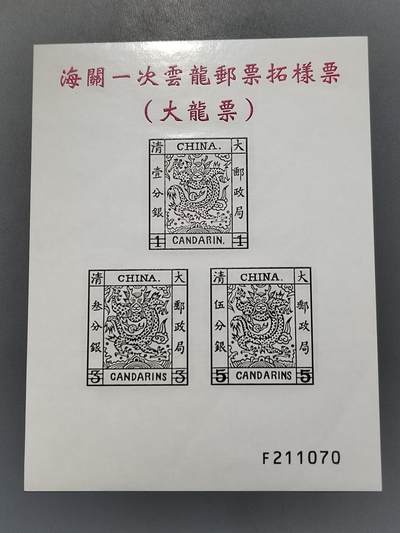 海關一次雲龍郵票拓樣票
（大龍票）
清 CHINA. 大
壹分銀
郵政局
1 CANDARIN. 1
清 CHINA. 大
叁分銀
郵政局
3 CANDARINS 3
清 CHINA. 大
伍分銀
郵政局
5 CANDARINS 5
F211070